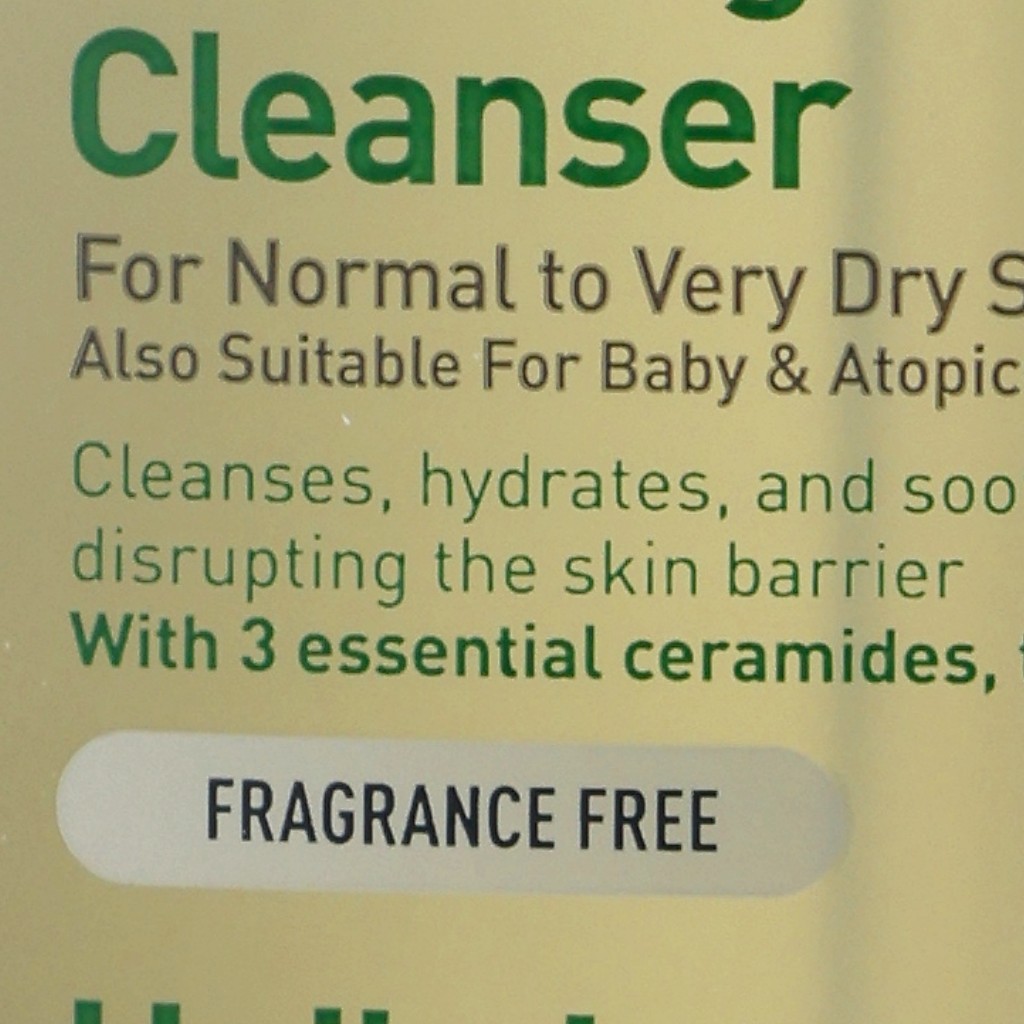 Cleanser
For Normal to Very Dry S
Also Suitable For Baby & Atopic
Cleanses, hydrates, and soo
disrupting the skin barrier
With 3 essential ceramides,
FRAGRANCE FREE